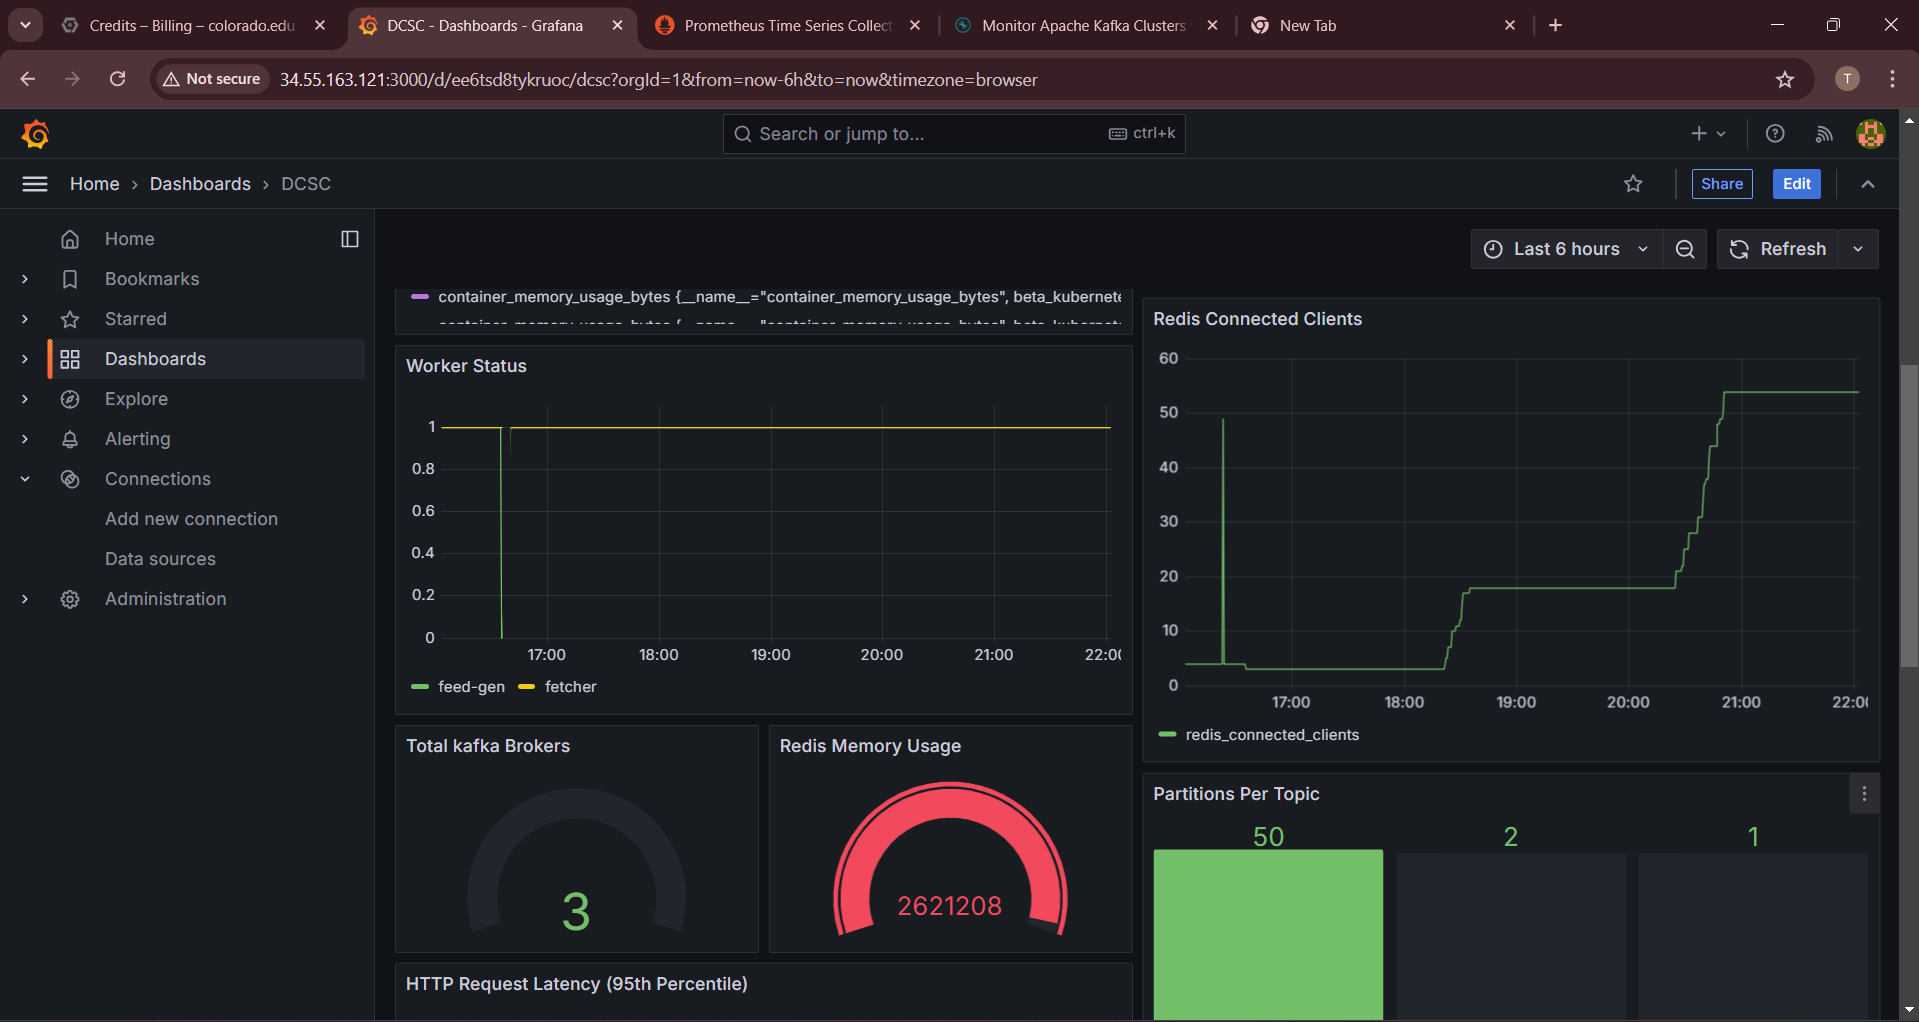 Credits – Billing – colorado.edu
DCSC - Dashboards - Grafana
Prometheus Time Series Collect
Monitor Apache Kafka Clusters
New Tab
Not secure
34.55.163.121:3000/d/ee6tsd8tykruoc/dcsc?orgId=1&from=now-6h&to=now&timezone=browser
T
Search or jump to...
ctrl+k
Home › Dashboards › DCSC
Share
Edit
Home
Bookmarks
Starred
Dashboards
Explore
Alerting
Connections
Add new connection
Data sources
Administration
Last 6 hours
Refresh
container_memory_usage_bytes {__name__="container_memory_usage_bytes", beta_kubernete
Worker Status
1
0.8
0.6
0.4
0.2
0
17:00 18:00 19:00 20:00 21:00 22:00
feed-gen fetcher
Redis Connected Clients
60
50
40
30
20
10
0
17:00 18:00 19:00 20:00 21:00 22:00
redis_connected_clients
Total kafka Brokers
3
Redis Memory Usage
2621208
Partitions Per Topic
50 2 1
HTTP Request Latency (95th Percentile)